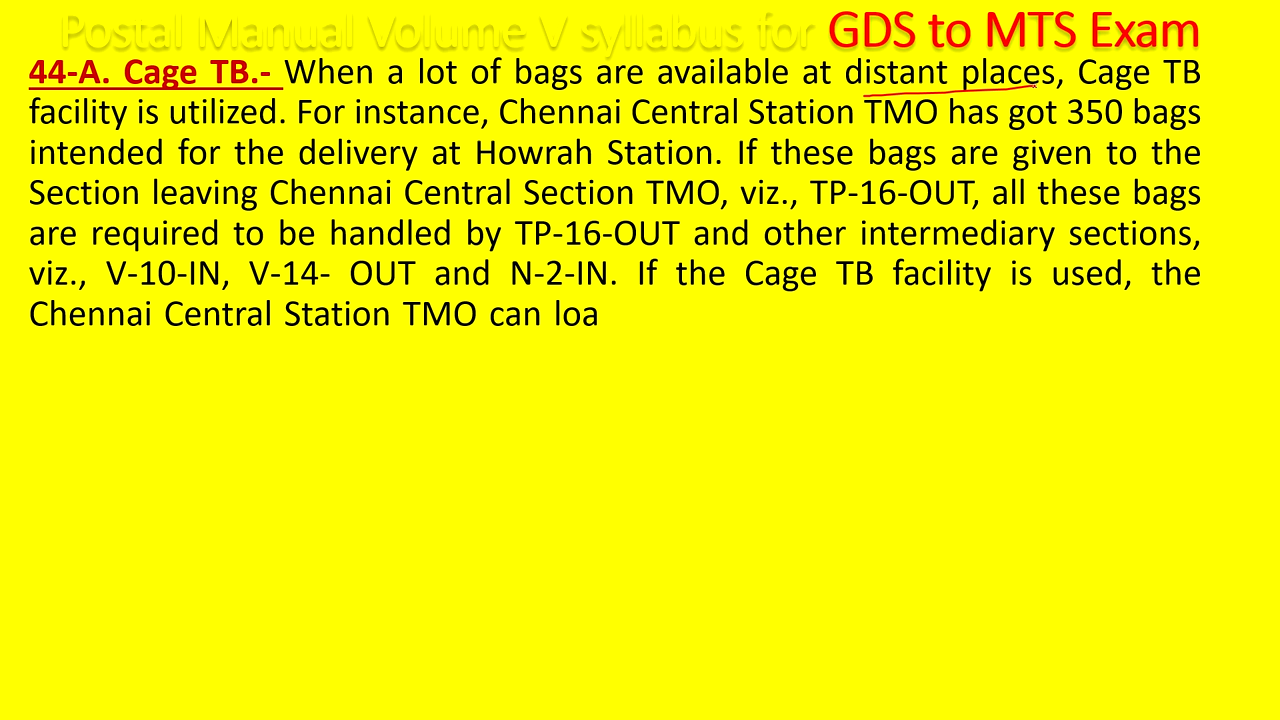 Postal Manual Volume V syllabus for GDS to MTS Exam
44-A. Cage TB.- When a lot of bags are available at distant places, Cage TB
facility is utilized. For instance, Chennai Central Station TMO has got 350 bags
intended for the delivery at Howrah Station. If these bags are given to the
Section leaving Chennai Central Section TMO, viz., TP-16-OUT, all these bags
are required to be handled by TP-16-OUT and other intermediary sections,
viz., V-10-IN, V-14- OUT and N-2-IN. If the Cage TB facility is used, the
Chennai Central Station TMO can loa